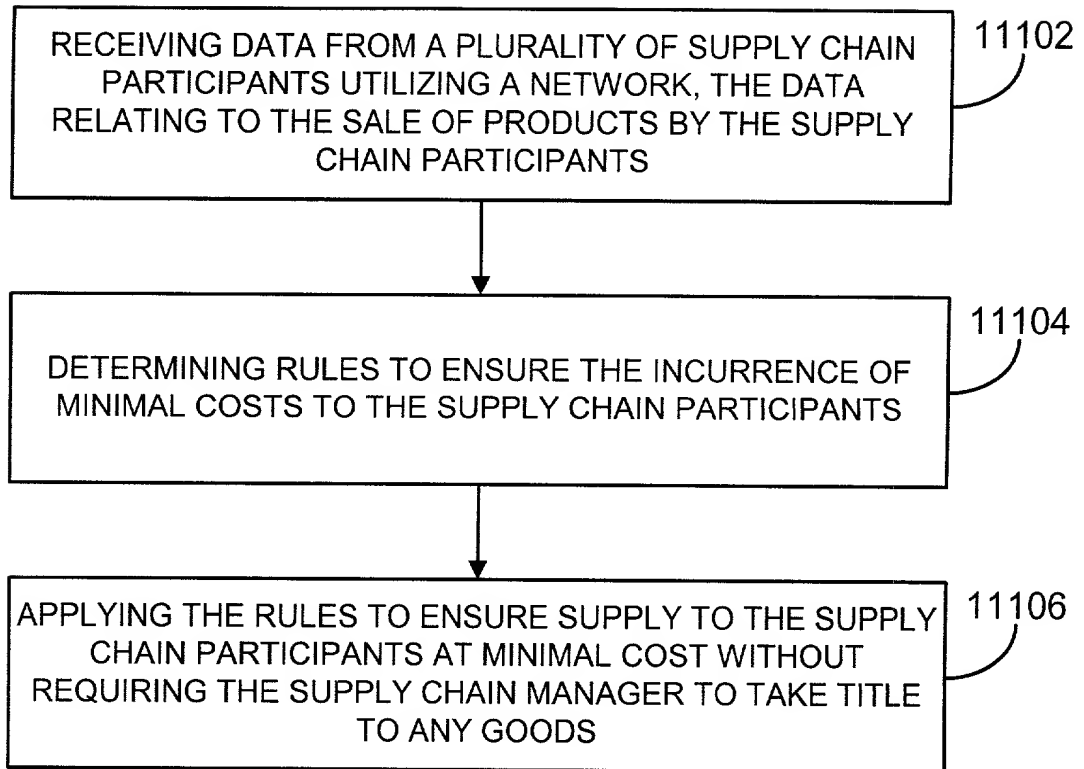 RECEIVING DATA FROM A PLURALITY OF SUPPLY CHAIN
PARTICIPANTS UTILIZING A NETWORK, THE DATA
RELATING TO THE SALE OF PRODUCTS BY THE SUPPLY
CHAIN PARTICIPANTS
11102
DETERMINING RULES TO ENSURE THE INCURRENCE OF
MINIMAL COSTS TO THE SUPPLY CHAIN PARTICIPANTS
11104
APPLYING THE RULES TO ENSURE SUPPLY TO THE SUPPLY
CHAIN PARTICIPANTS AT MINIMAL COST WITHOUT
REQUIRING THE SUPPLY CHAIN MANAGER TO TAKE TITLE
TO ANY GOODS
11106